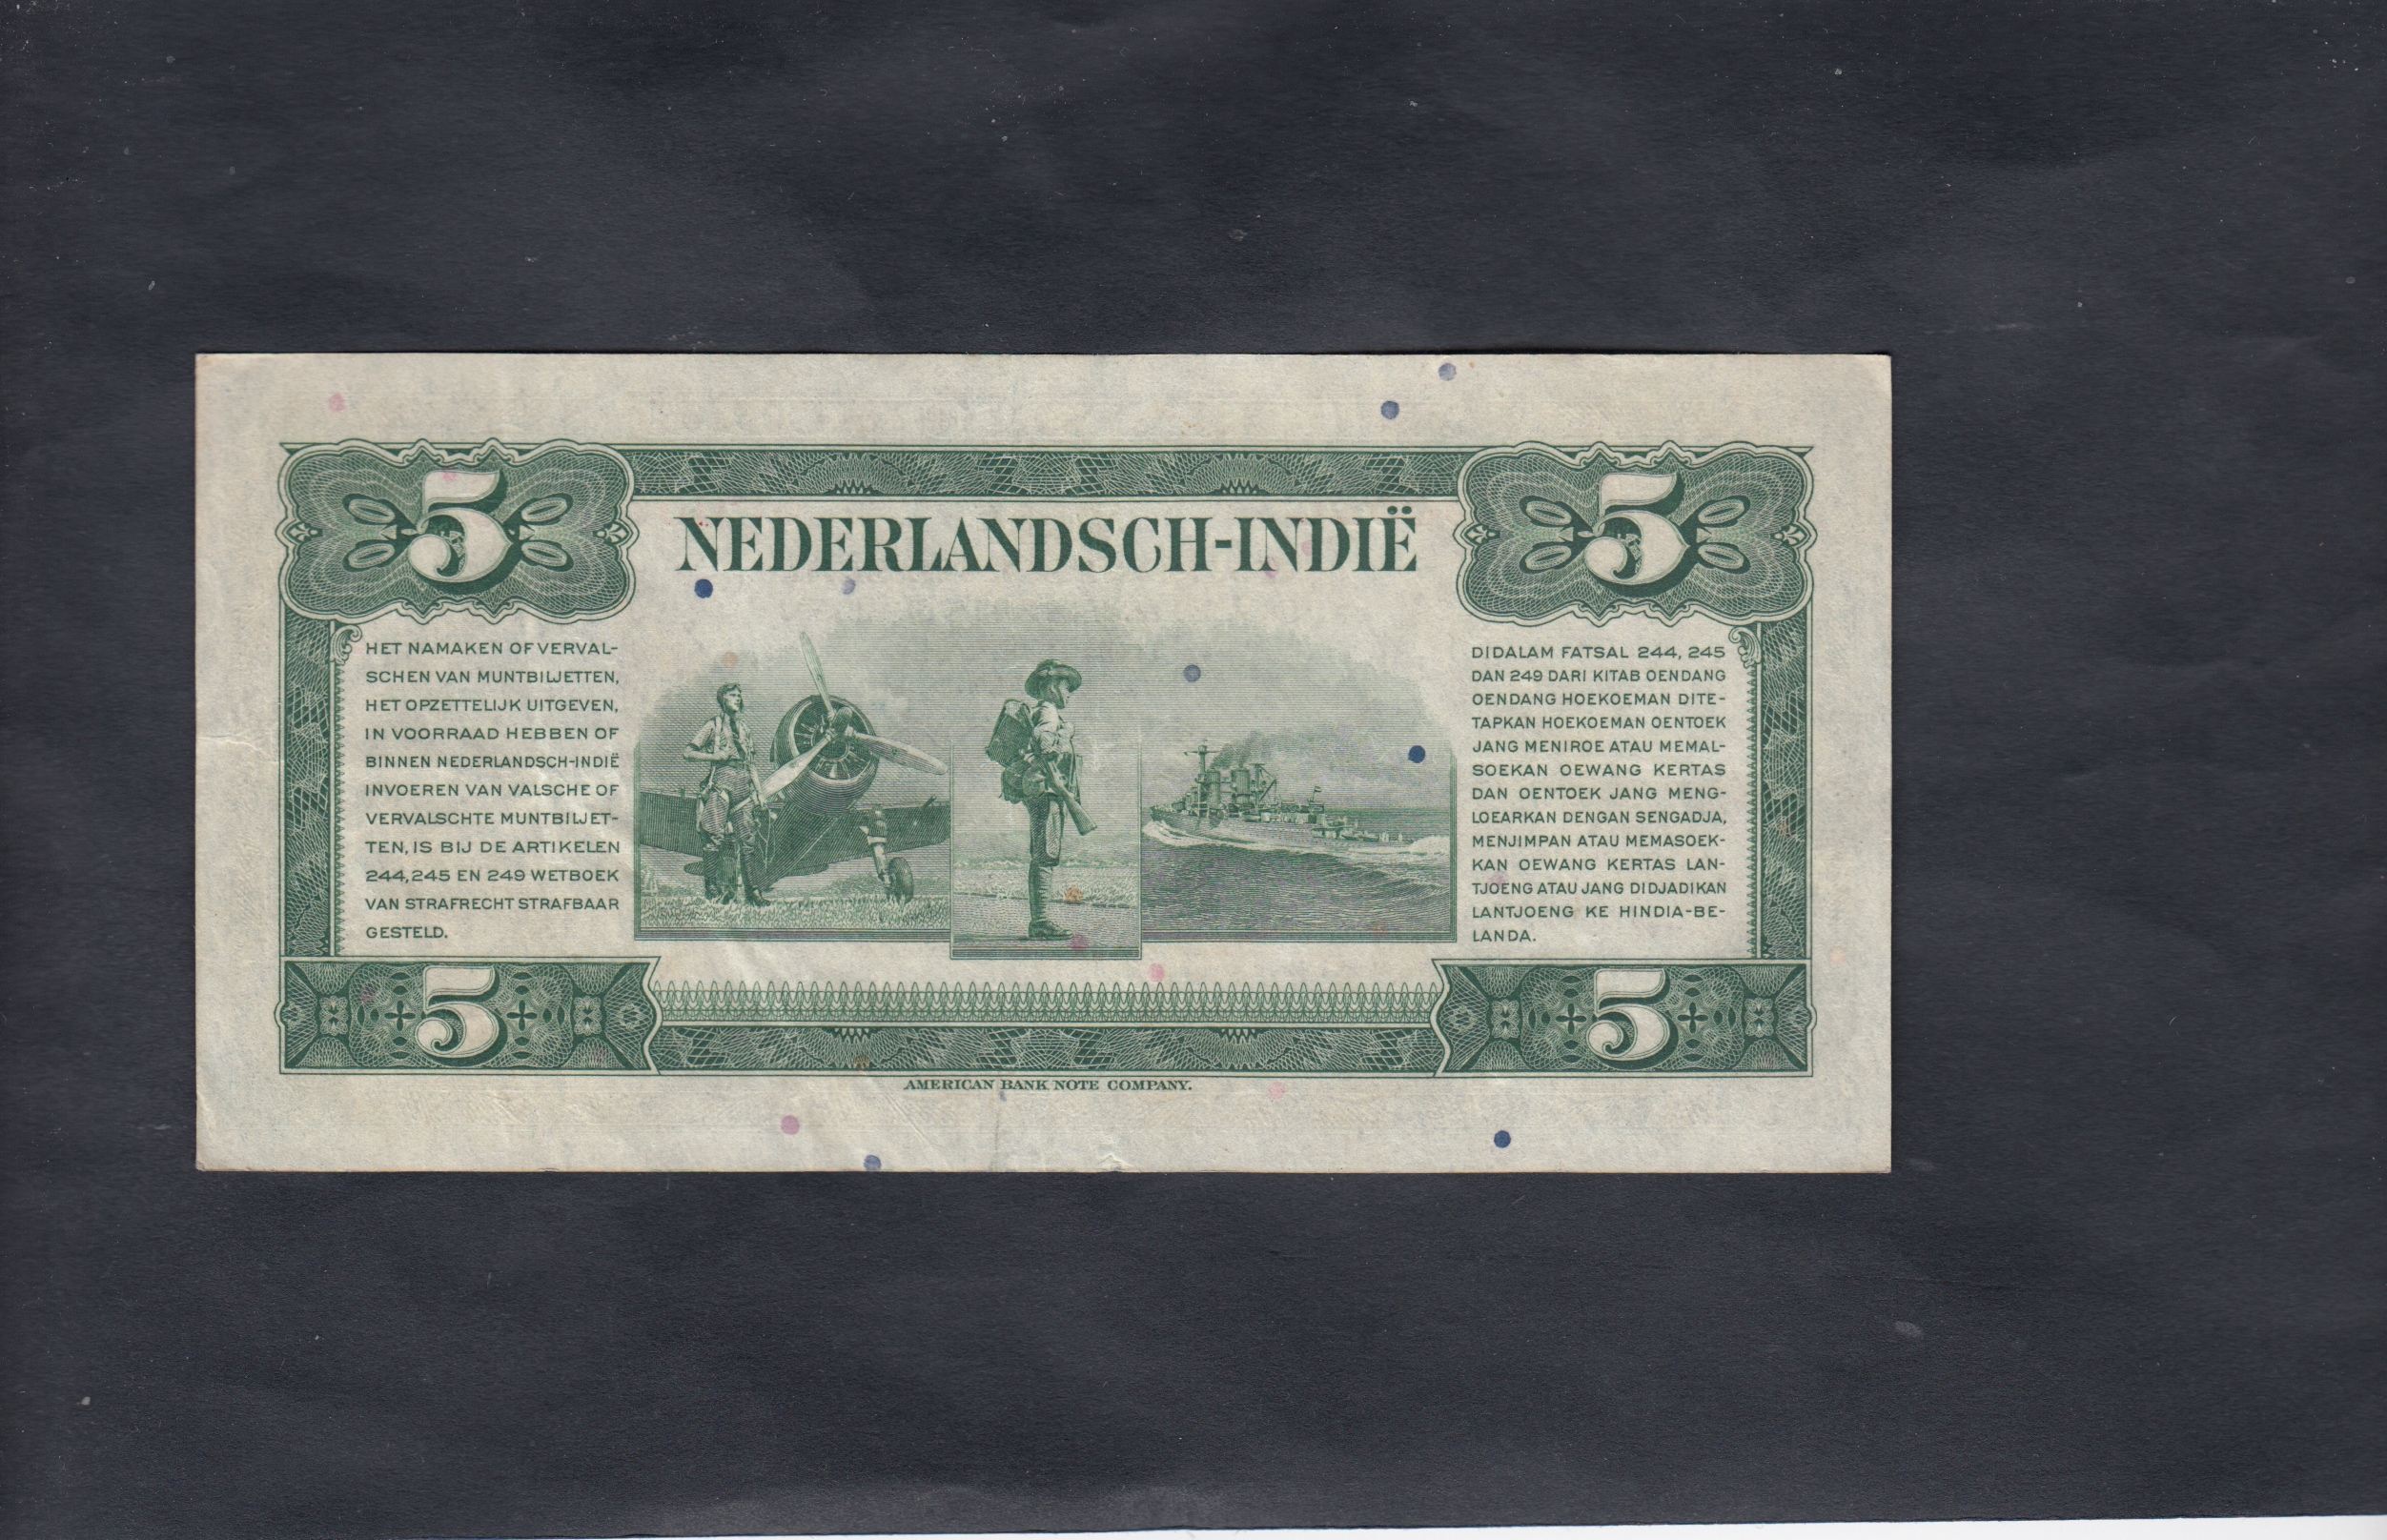 5
5
NEDERLANDSCH-INDIË
HET NAMAKEN OF VERVAL-
SCHEN VAN MUNTBILJETTEN,
HET OPZETTELIJK UITGEVEN,
IN VOORRAAD HEBBEN OF
BINNEN NEDERLANDSCH-INDIË
INVOEREN VAN VALSCHE OF
VERVALSCHTE MUNTBILJET-
TEN, IS BIJ DE ARTIKELEN
244, 245 EN 249 WETBOEK
VAN STRAFRECHT STRAFBAAR
GESTELD.
DIDALAM FATSAL 244, 245
DAN 249 DARI KITAB OENDANG
OENDANG HOEKOEMAN DITE-
TAPKAN HOEKOEMAN OENTOEK
JANG MENIROE ATAU MEMAL-
SOEKAN OEWANG KERTAS
DAN OENTOEK JANG MENG-
LOEARKAN DENGAN SENGADJA,
MENJIMPAN ATAU MEMASOEK-
KAN OEWANG KERTAS LAN-
TJOENG ATAU JANG DIDJADIKAN
LANTJOENG KE HINDIA-BE-
LANDA.
5
5
AMERICAN BANK NOTE COMPANY.